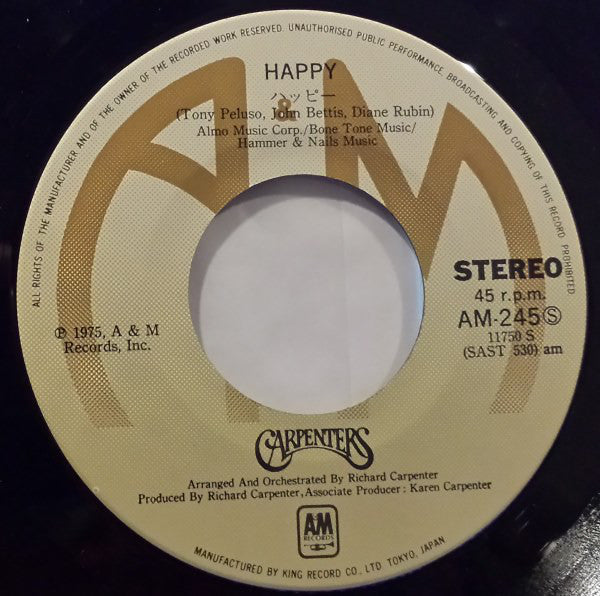 ALL RIGHTS OF THE MANUFACTURER AND OF THE OWNER OF THE RECORDED WORK RESERVED. UNAUTHORISED PUBLIC PERFORMANCE, BROADCASTING AND COPYING OF THIS RECORD PROHIBITED
A&M
HAPPY
ハッピー
(Tony Peluso, John Bettis, Diane Rubin)
Almo Music Corp./Bone Tone Music/
Hammer & Nails Music
STEREO
45 r.p.m.
AM-245Ⓢ
11750 S
(SAST 530) am
Ⓟ 1975, A & M
Records, Inc.
CARPENTERS
Arranged And Orchestrated By Richard Carpenter
Produced By Richard Carpenter, Associate Producer : Karen Carpenter
AM
RECORDS
MANUFACTURED BY KING RECORD CO., LTD. TOKYO, JAPAN